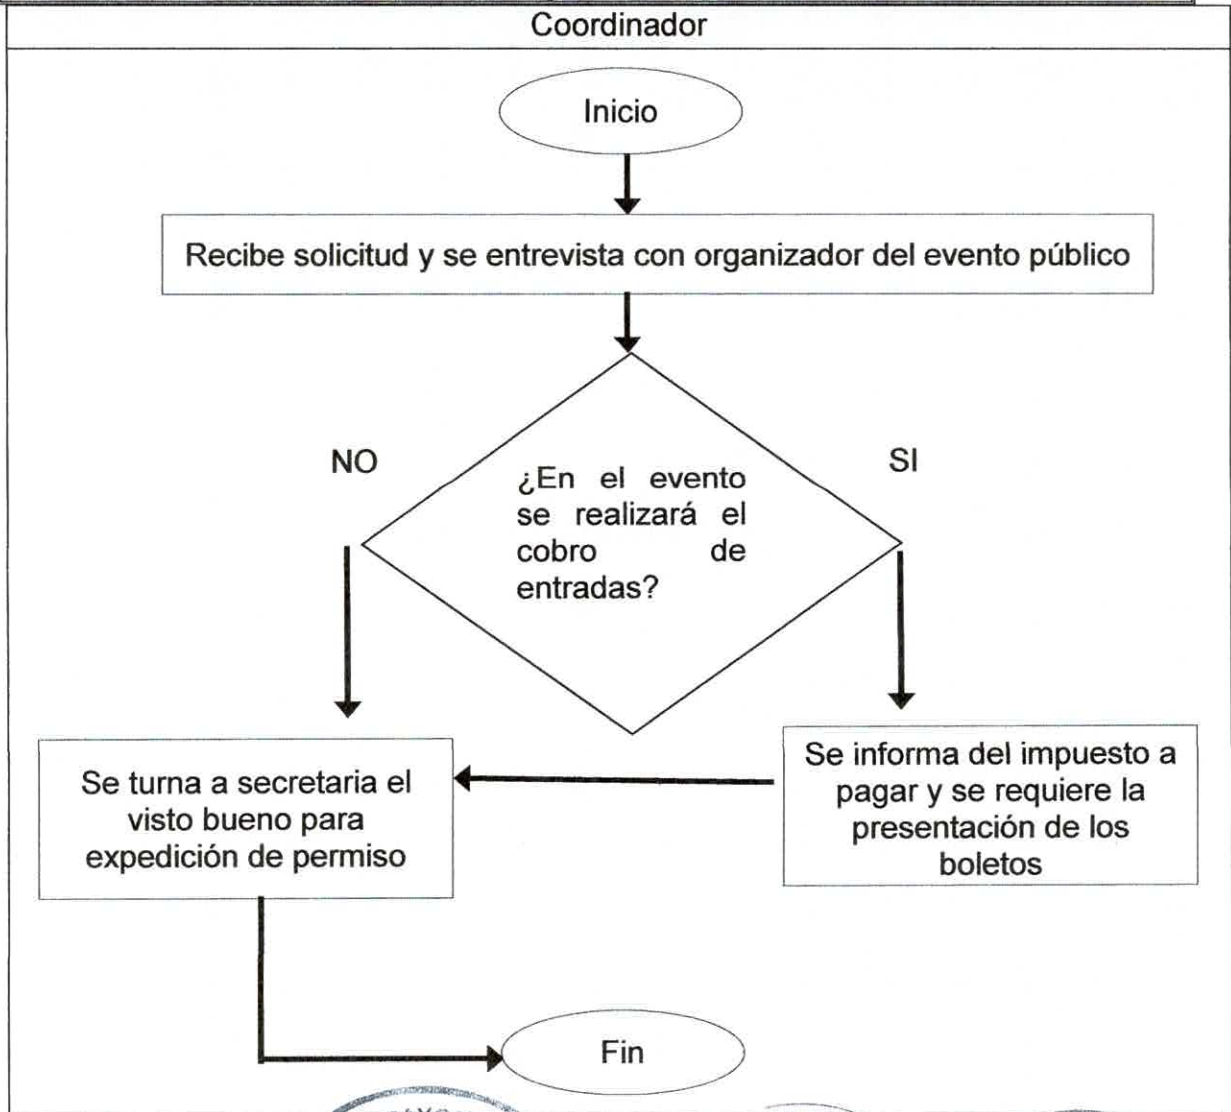 Coordinador
Inicio
Recibe solicitud y se entrevista con organizador del evento público
NO
SI
¿En el evento
se realizará el
cobro de
entradas?
Se turna a secretaria el
visto bueno para
expedición de permiso
Se informa del impuesto a
pagar y se requiere la
presentación de los
boletos
Fin